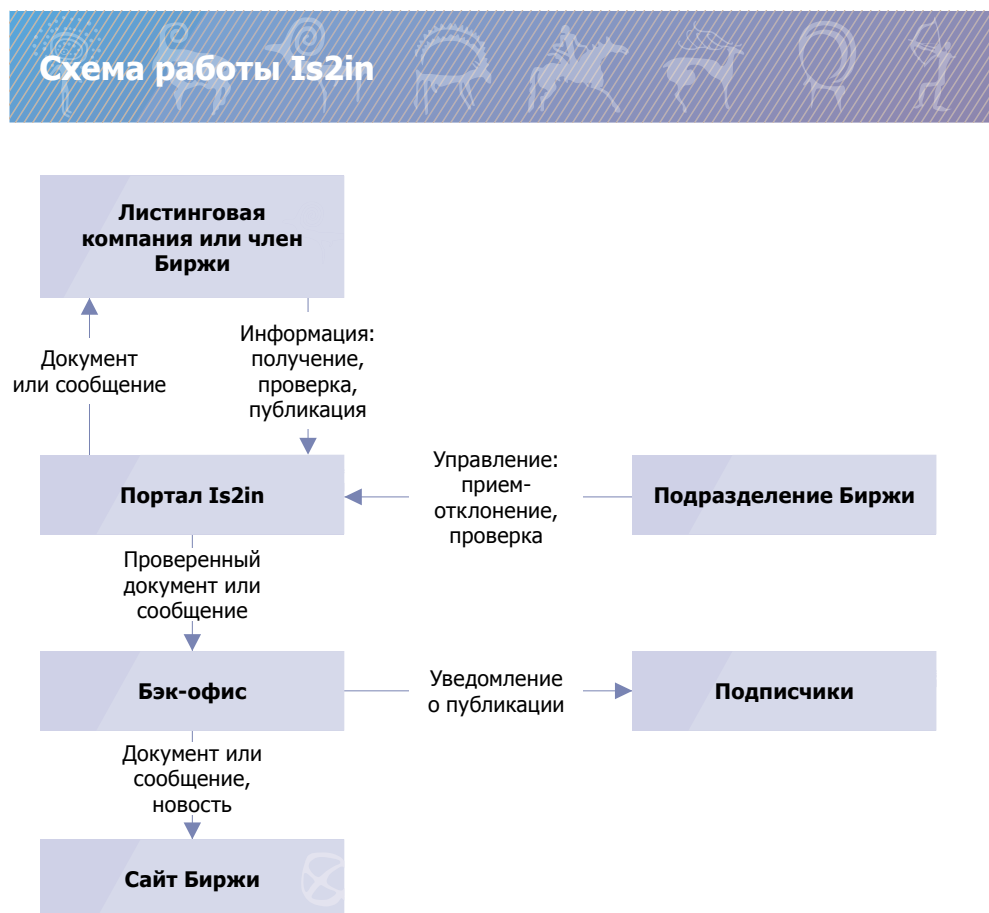 Схема работы Is2in
Листинговая
компания или член
Биржи
Документ
или сообщение
Информация:
получение,
проверка,
публикация
Портал Is2in
Управление:
прием-
отклонение,
проверка
Подразделение Биржи
Проверенный
документ или
сообщение
Бэк-офис
Уведомление
о публикации
Подписчики
Документ или
сообщение,
новость
Сайт Биржи